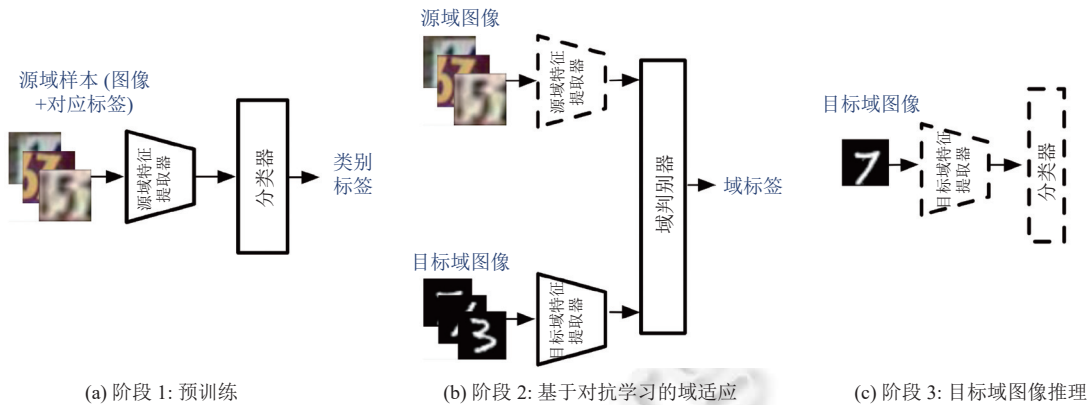 源域样本 (图像
+对应标签)
源域特征
提取器
分类器
类别
标签
(a) 阶段 1: 预训练
源域图像
源域特征
提取器
目标域图像
目标域特征
提取器
域判别器
域标签
(b) 阶段 2: 基于对抗学习的域适应
目标域图像
7
目标域特征
提取器
分类器
(c) 阶段 3: 目标域图像推理